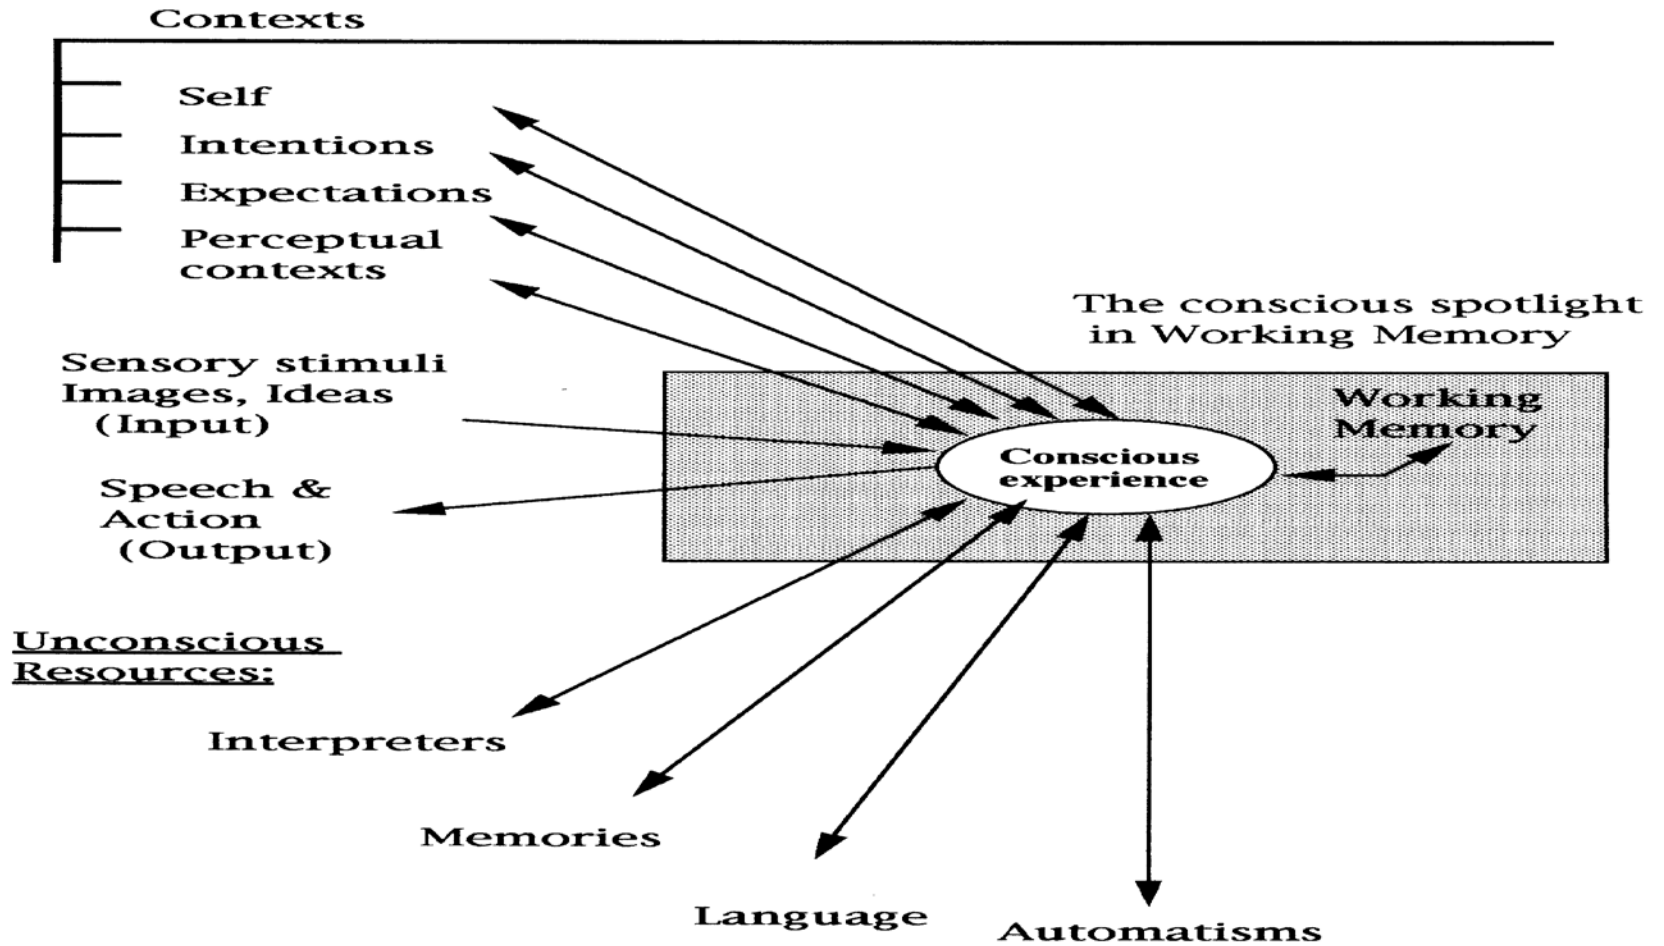 Contexts
Self
Intentions
Expectations
Perceptual
contexts
The conscious spotlight
in Working Memory
Sensory stimuli
Images, Ideas
(Input)
Working
Memory
Conscious
experience
Speech &
Action
(Output)
Unconscious
Resources:
Interpreters
Memories
Language
Automatisms